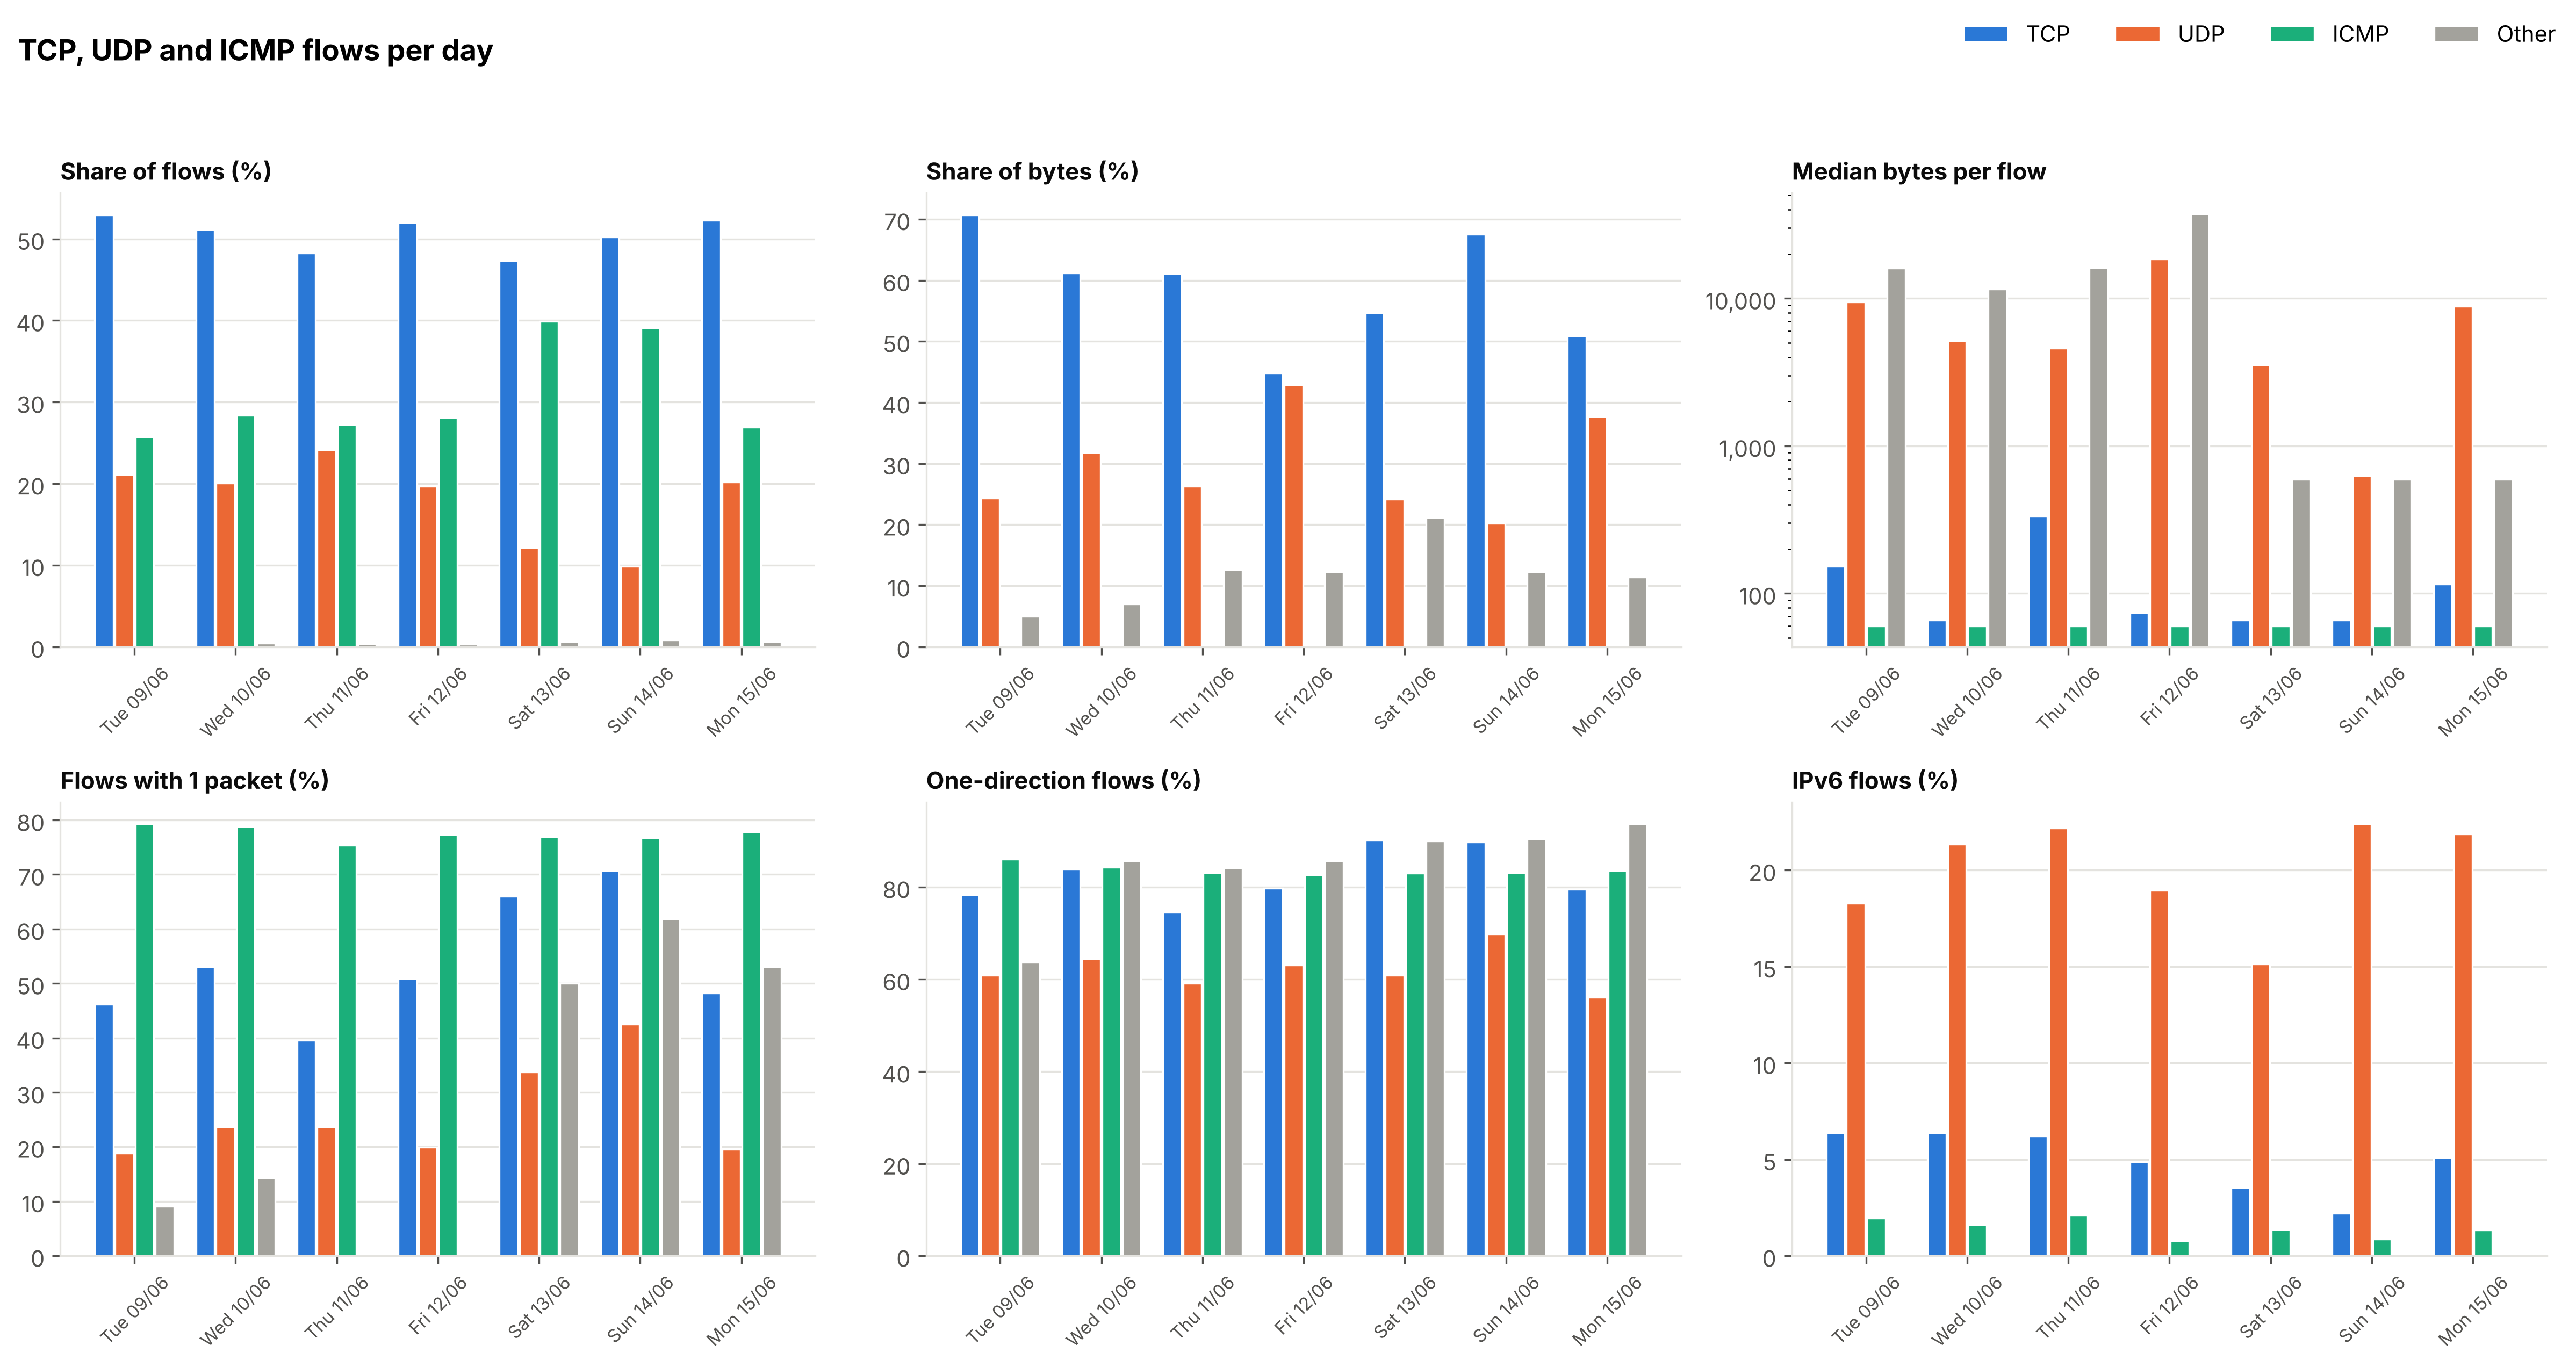 TCP, UDP and ICMP flows per day
TCP
UDP
ICMP
Other
Share of flows (%)
50
40
30
20
10
0
Tue 09/06
Wed 10/06
Thu 11/06
Fri 12/06
Sat 13/06
Sun 14/06
Mon 15/06
Share of bytes (%)
70
60
50
40
30
20
10
0
Tue 09/06
Wed 10/06
Thu 11/06
Fri 12/06
Sat 13/06
Sun 14/06
Mon 15/06
Median bytes per flow
10,000
1,000
100
Tue 09/06
Wed 10/06
Thu 11/06
Fri 12/06
Sat 13/06
Sun 14/06
Mon 15/06
Flows with 1 packet (%)
80
70
60
50
40
30
20
10
0
Tue 09/06
Wed 10/06
Thu 11/06
Fri 12/06
Sat 13/06
Sun 14/06
Mon 15/06
One-direction flows (%)
80
60
40
20
0
Tue 09/06
Wed 10/06
Thu 11/06
Fri 12/06
Sat 13/06
Sun 14/06
Mon 15/06
IPv6 flows (%)
20
15
10
5
0
Tue 09/06
Wed 10/06
Thu 11/06
Fri 12/06
Sat 13/06
Sun 14/06
Mon 15/06